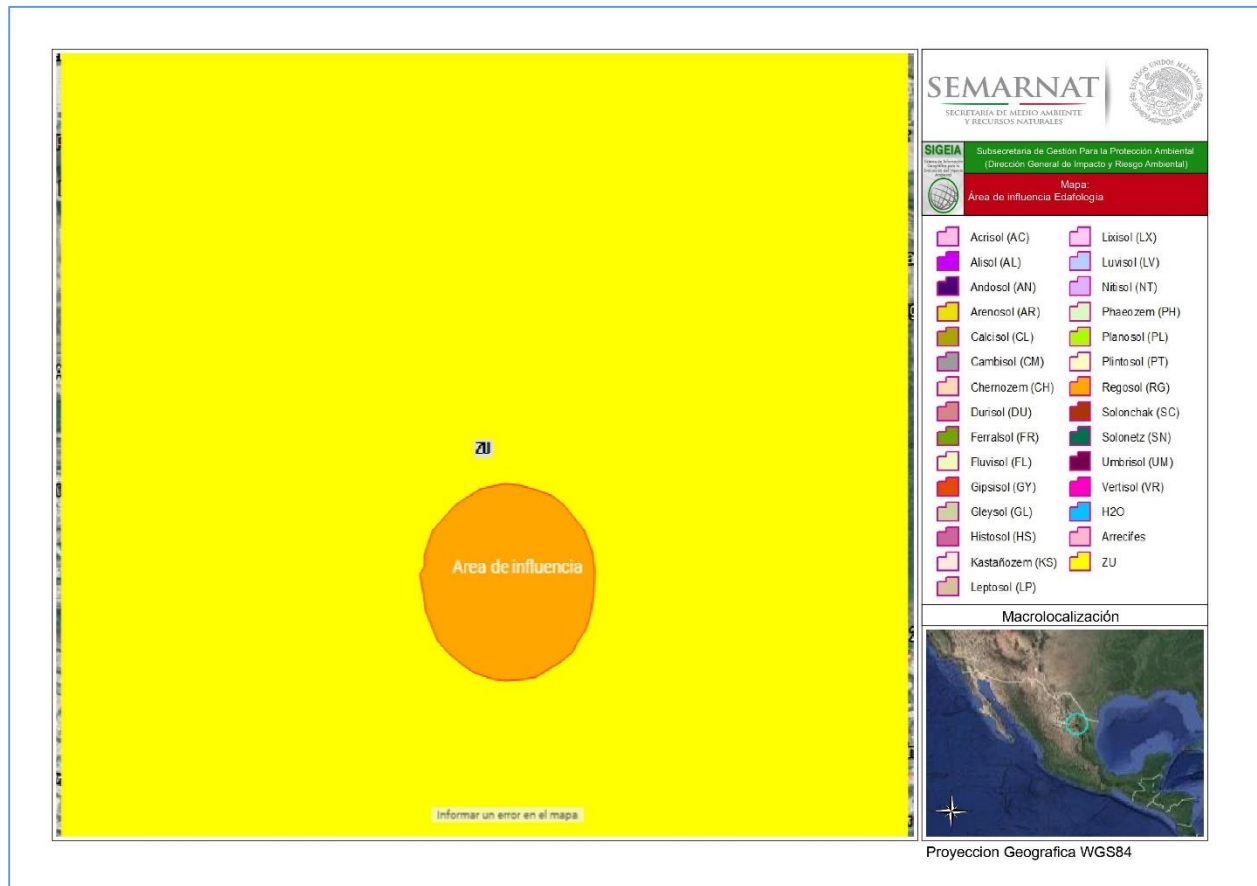 ZU
Area de influencia
Informar un error en el mapa
SEMARNAT
SECRETARÍA DE MEDIO AMBIENTE
Y RECURSOS NATURALES
ESTADOS UNIDOS MEXICANOS
SIGEIA
Subsecretaria de Gestión Para la Protección Ambiental
(Dirección General de Impacto y Riesgo Ambiental)
Mapa:
Área de influencia Edafología
Acrisol (AC)
Alisol (AL)
Andosol (AN)
Arenosol (AR)
Calcisol (CL)
Cambisol (CM)
Chernozem (CH)
Durisol (DU)
Ferralsol (FR)
Fluvisol (FL)
Gipsisol (GY)
Gleysol (GL)
Histosol (HS)
Kastañozem (KS)
Leptosol (LP)
Lixisol (LX)
Luvisol (LV)
Nitisol (NT)
Phaeozem (PH)
Planosol (PL)
Plintosol (PT)
Regosol (RG)
Solonchak (SC)
Solonetz (SN)
Umbrisol (UM)
Vertisol (VR)
H2O
Arrecifes
ZU
Macrolocalización
Proyeccion Geografica WGS84